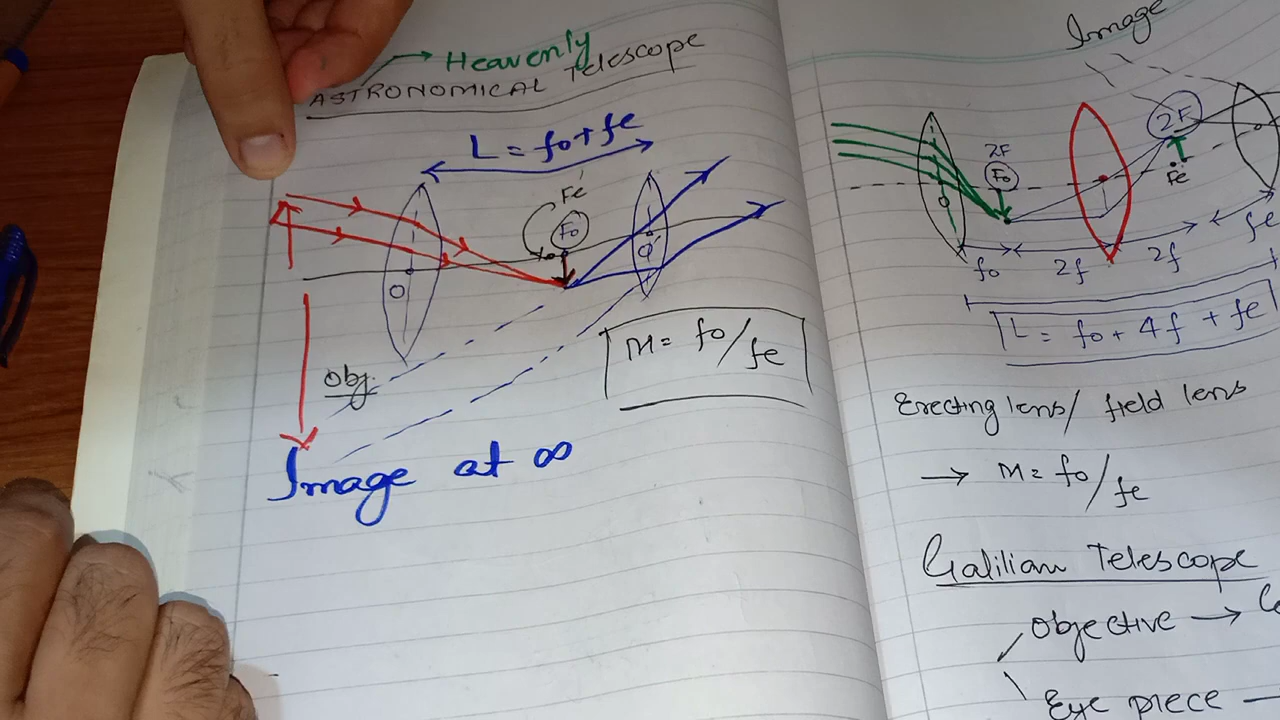 Heavenly
ASTRONOMICAL Telescope
L = fo + fe
Fe
Fo
O
O'
Obj.
M = fo/fe
Image at ∞
Image
2F
Fo
2F
Fe
O
fo 2f 2f fe
L = fo + 4f + fe
Erecting lens/ field lens
→ M = fo/fe
Galilian Telescope
Objective →
Eye piece